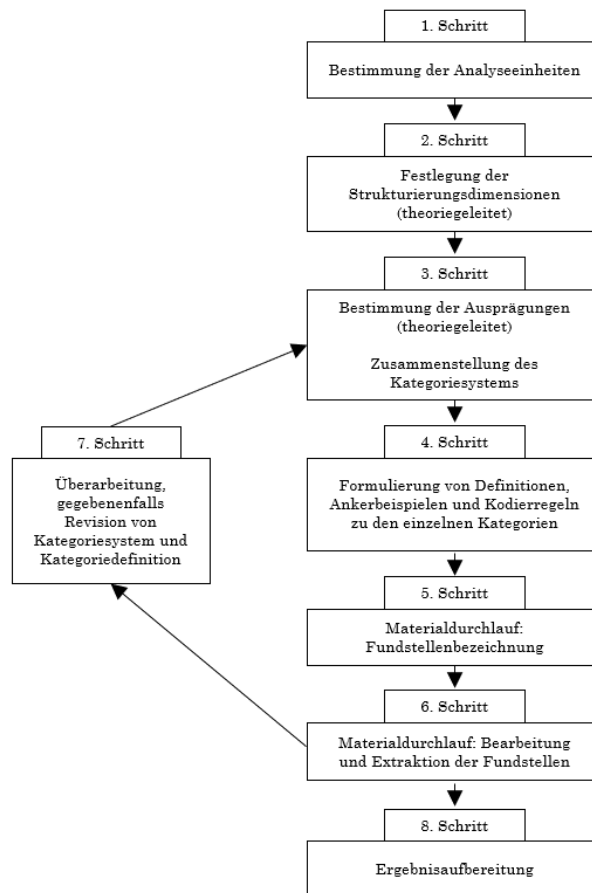 1. Schritt
Bestimmung der Analyseeinheiten
2. Schritt
Festlegung der
Strukturierungsdimensionen
(theoriegeleitet)
3. Schritt
Bestimmung der Ausprägungen
(theoriegeleitet)
Zusammenstellung des
Kategoriesystems
4. Schritt
Formulierung von Definitionen,
Ankerbeispielen und Kodierregeln
zu den einzelnen Kategorien
5. Schritt
Materialdurchlauf:
Fundstellenbezeichnung
6. Schritt
Materialdurchlauf: Bearbeitung
und Extraktion der Fundstellen
7. Schritt
Überarbeitung,
gegebenenfalls
Revision von
Kategoriesystem und
Kategoriedefinition
8. Schritt
Ergebnisaufbereitung